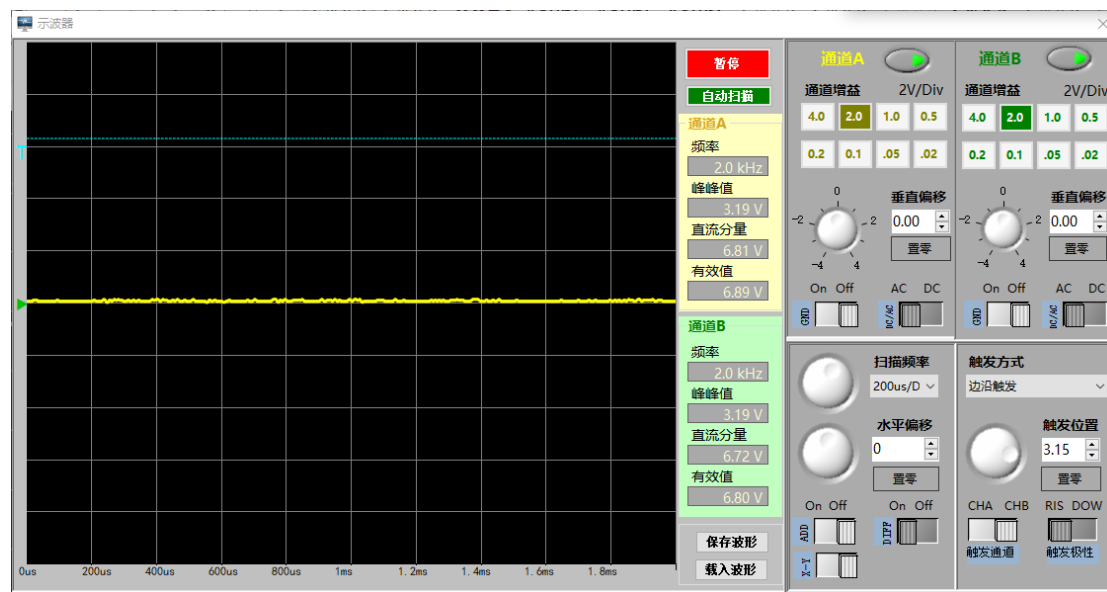 示波器
暂停
自动扫描
通道A
频率
2.0 kHz
峰峰值
3.19 V
直流分量
6.81 V
有效值
6.89 V
通道B
频率
2.0 kHz
峰峰值
3.19 V
直流分量
6.72 V
有效值
6.80 V
保存波形
载入波形
T
0us 200us 400us 600us 800us 1ms 1.2ms 1.4ms 1.6ms 1.8ms
通道A
通道增益 2V/Div
4.0 2.0 1.0 0.5
0.2 0.1 .05 .02
0
-2 2
-4 4
垂直偏移
0.00
置零
On Off AC DC
GND DC/AC
通道B
通道增益 2V/Div
4.0 2.0 1.0 0.5
0.2 0.1 .05 .02
0
-2 2
-4 4
垂直偏移
0.00
置零
On Off AC DC
GND DC/AC
扫描频率
200us/D
水平偏移
0
置零
On Off On Off
ADD DIFF
X-Y
触发方式
边沿触发
触发位置
3.15
置零
CHA CHB RIS DOW
触发通道 触发极性